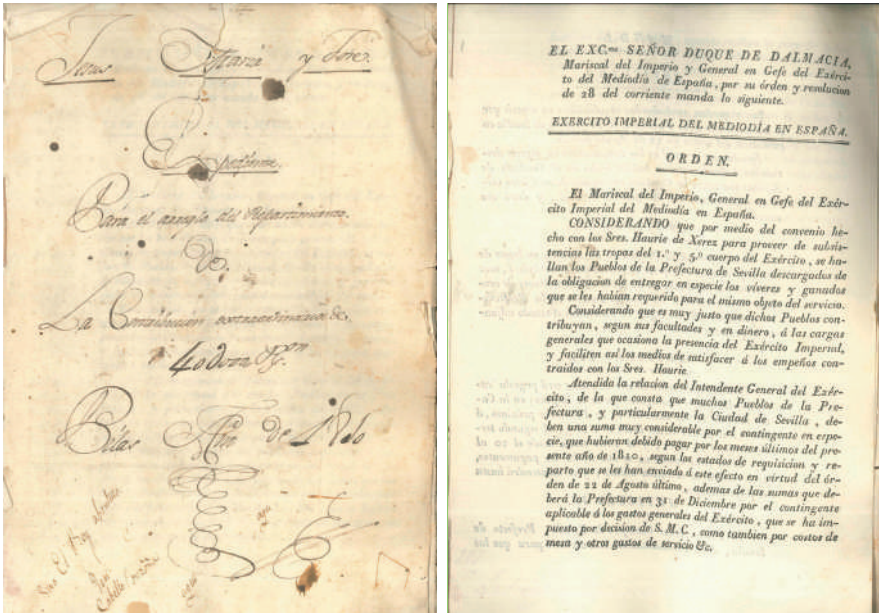 Jesus Maria y José.
Expediente
Para el arreglo del Repartimiento
De
La Contribucion extraordinaria de
Pilas Año de 1810
Sor El Rey
EL EXC.mo SEÑOR DUQUE DE DALMACIA,
Mariscal del Imperio y General en Gefe del Exérci-
to del Mediodia de España, por su órden y resolucion
de 28 del corriente manda lo siguiente.
EXERCITO IMPERIAL DEL MEDIODÍA EN ESPAÑA.
ORDEN.
El Mariscal del Imperio, General en Gefe del Exér-
cito Imperial del Mediodía en España.
CONSIDERANDO que por medio del convenio he-
cho con los Sres. Haurie de Xerez para proveer de subsis-
tencias las tropas del 1.º y 5.º cuerpo del Exército, se ha-
llan los Pueblos de la Prefectura de Sevilla descargados de
la obligacion de entregar en especie los víveres y ganados
que se les habian requerido para el mismo objeto del servicio.
Considerando que es muy justo que dichos Pueblos con-
tribuyan, segun sus facultades y en dinero, á las cargas
generales que ocasiona la presencia del Exército Imperial,
y faciliten así los medios de satisfacer á los empeños con-
traidos con los Sres. Haurie.
Atendida la relacion del Intendente General del Exér-
cito, de la que consta que muchos Pueblos de la Pre-
fectura, y particularmente la Ciudad de Sevilla, de-
ben una suma muy considerable por el contingente en espe-
cie, que hubieran debido pagar por los meses últimos del pre-
sente año de 1810, segun los estados de requisicion y re-
parto que se les han enviado á este efecto en virtud del ór-
den de 22 de Agosto último, ademas de las sumas que de-
berá la Prefectura en 31 de Diciembre por el contingente
aplicable á los gastos generales del Exército, que se ha im-
puesto por decision de S. M. C., como tambien por costos de
mesa y otros gastos de servicio &c.